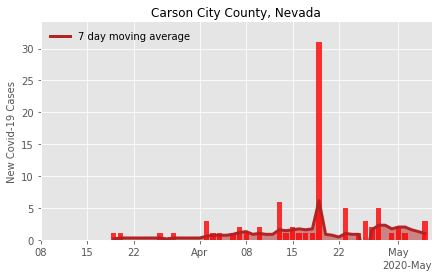 Carson City County, Nevada
7 day moving average
New Covid-19 Cases
30
25
20
15
10
5
0
08
15
22
Apr
08
15
22
May
2020-May